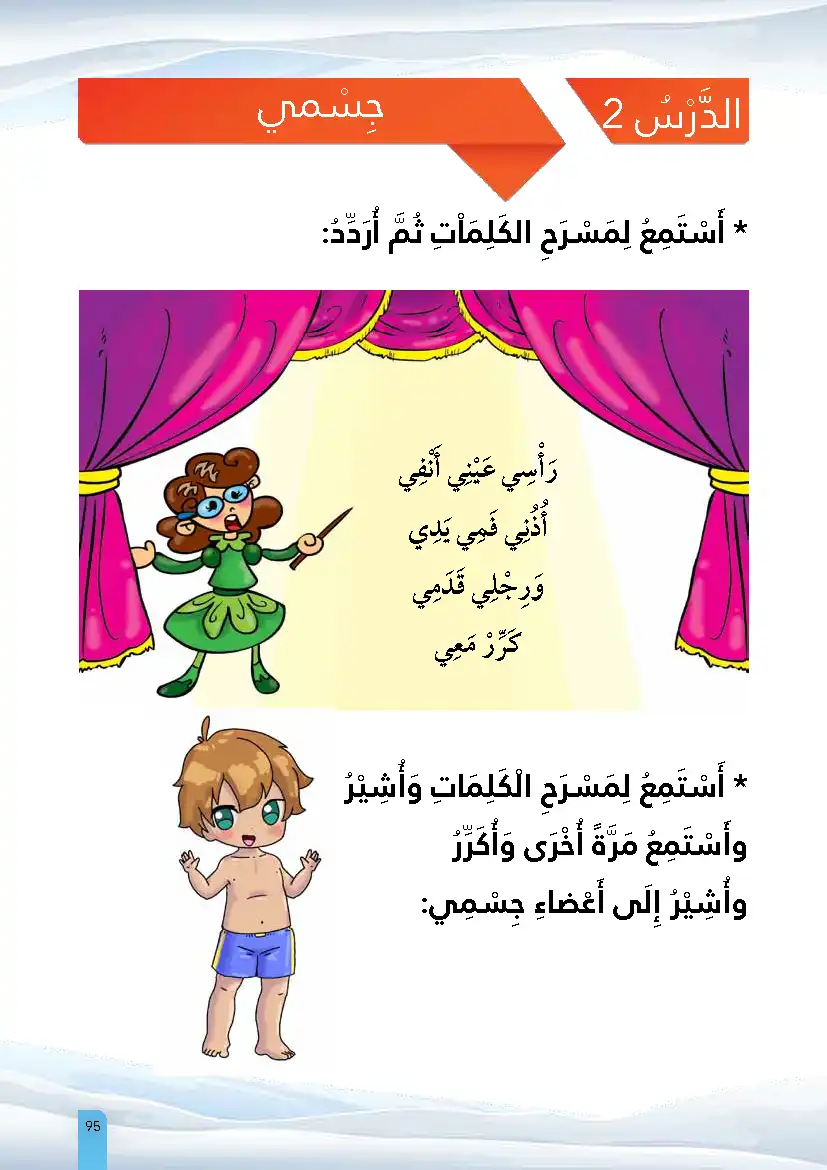 الدَّرْسُ 2
جِسْمي
* أَسْتَمِعُ لِمَسْرَحِ الكَلِمَاْتِ ثُمَّ أُرَدِّدُ:
رَأْسِي عَيْنِي أَنْفِي
أُذُنِي فَمِي يَدِي
وَرِجْلِي قَدَمِي
كَرِّرْ مَعِي
* أَسْتَمِعُ لِمَسْرَحِ الْكَلِمَاتِ وَأُشِيْرُ
وأَسْتَمِعُ مَرَّةً أُخْرَى وَأُكَرِّرُ
وأُشِيْرُ إِلَى أَعْضاءِ جِسْمِي:
95